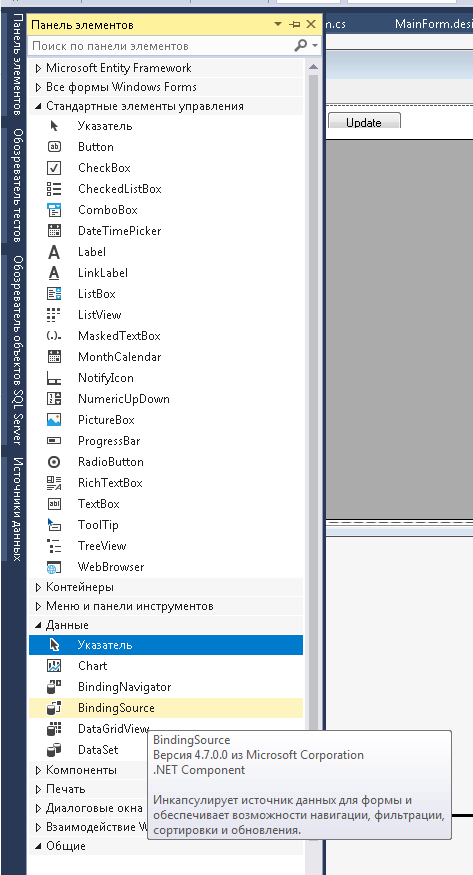 Панель элементов
n.cs
MainForm.desi
Поиск по панели элементов
Microsoft Entity Framework
Все формы Windows Forms
Стандартные элементы управления
Указатель
Update
Button
CheckBox
CheckedListBox
ComboBox
DateTimePicker
Label
LinkLabel
ListBox
ListView
MaskedTextBox
MonthCalendar
NotifyIcon
NumericUpDown
PictureBox
ProgressBar
RadioButton
RichTextBox
TextBox
ToolTip
TreeView
WebBrowser
Контейнеры
Меню и панели инструментов
Данные
Указатель
Chart
BindingNavigator
BindingSource
DataGridView
DataSet
Компоненты
Печать
Диалоговые окна
Взаимодействие W
Общие
BindingSource
Версия 4.7.0.0 из Microsoft Corporation
.NET Component
Инкапсулирует источник данных для формы и
обеспечивает возможности навигации, фильтрации,
сортировки и обновления.
Панель элементов
Обозреватель тестов
Обозреватель объектов SQL Server
Источники данных